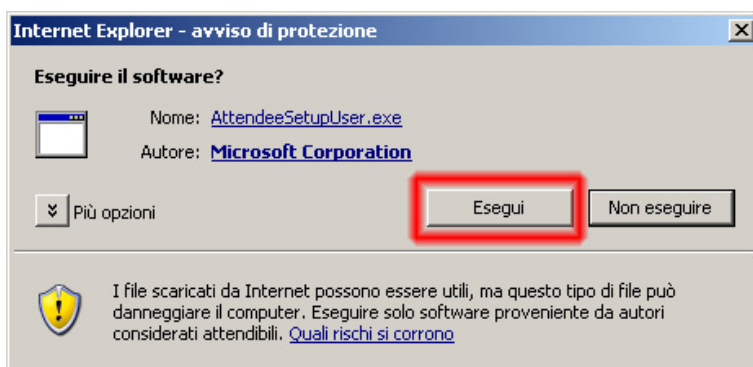 Internet Explorer - avviso di protezione
Eseguire il software?
Nome: AttendeeSetupUser.exe
Autore: Microsoft Corporation
Più opzioni
Esegui
Non eseguire
I file scaricati da Internet possono essere utili, ma questo tipo di file può
danneggiare il computer. Eseguire solo software proveniente da autori
considerati attendibili. Quali rischi si corrono